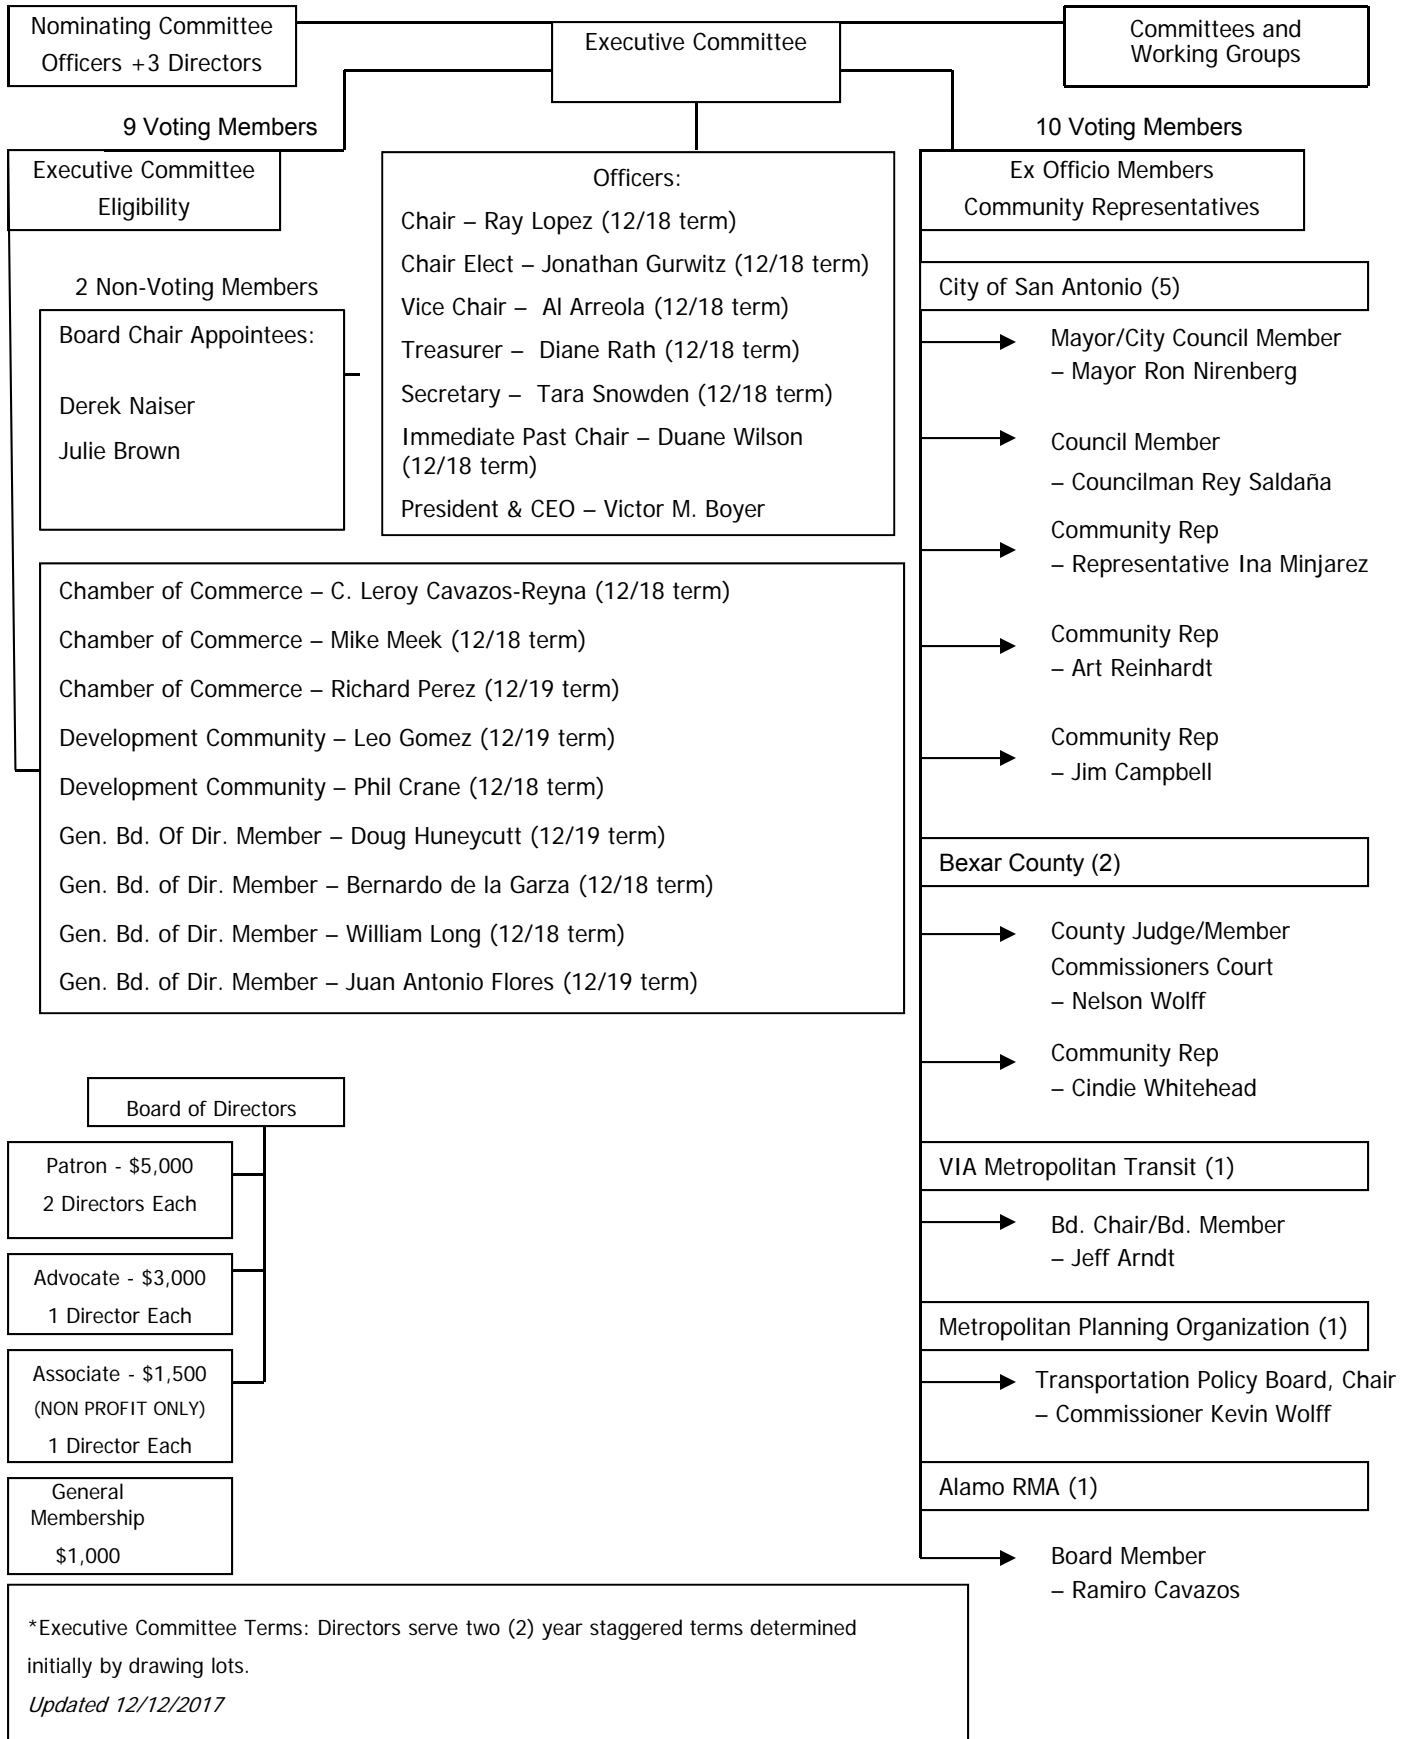 Nominating Committee
Officers +3 Directors
Executive Committee
Committees and
Working Groups
9 Voting Members
10 Voting Members
Executive Committee
Eligibility
2 Non-Voting Members
Board Chair Appointees:
Derek Naiser
Julie Brown
Officers:
Chair – Ray Lopez (12/18 term)
Chair Elect – Jonathan Gurwitz (12/18 term)
Vice Chair – Al Arreola (12/18 term)
Treasurer – Diane Rath (12/18 term)
Secretary – Tara Snowden (12/18 term)
Immediate Past Chair – Duane Wilson
(12/18 term)
President & CEO – Victor M. Boyer
Chamber of Commerce – C. Leroy Cavazos-Reyna (12/18 term)
Chamber of Commerce – Mike Meek (12/18 term)
Chamber of Commerce – Richard Perez (12/19 term)
Development Community – Leo Gomez (12/19 term)
Development Community – Phil Crane (12/18 term)
Gen. Bd. Of Dir. Member – Doug Huneycutt (12/19 term)
Gen. Bd. of Dir. Member – Bernardo de la Garza (12/18 term)
Gen. Bd. of Dir. Member – William Long (12/18 term)
Gen. Bd. of Dir. Member – Juan Antonio Flores (12/19 term)
Ex Officio Members
Community Representatives
City of San Antonio (5)
Mayor/City Council Member
– Mayor Ron Nirenberg
Council Member
– Councilman Rey Saldaña
Community Rep
– Representative Ina Minjarez
Community Rep
– Art Reinhardt
Community Rep
– Jim Campbell
Bexar County (2)
County Judge/Member
Commissioners Court
– Nelson Wolff
Community Rep
– Cindie Whitehead
VIA Metropolitan Transit (1)
Bd. Chair/Bd. Member
– Jeff Arndt
Metropolitan Planning Organization (1)
Transportation Policy Board, Chair
– Commissioner Kevin Wolff
Alamo RMA (1)
Board Member
– Ramiro Cavazos
Board of Directors
Patron - $5,000
2 Directors Each
Advocate - $3,000
1 Director Each
Associate - $1,500
(NON PROFIT ONLY)
1 Director Each
General
Membership
$1,000
*Executive Committee Terms: Directors serve two (2) year staggered terms determined
initially by drawing lots.
Updated 12/12/2017